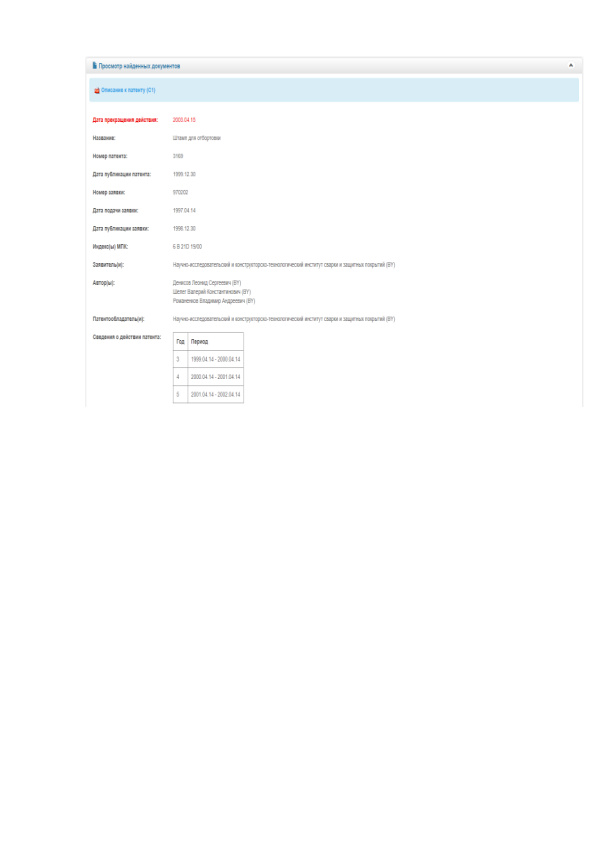 Просмотр найденных документов
Описание к патенту (C1)
Дата прекращения действия: 2003.04.15
Название: Штамп для отбортовки
Номер патента: 3169
Дата публикации патента: 1999.12.30
Номер заявки: 970202
Дата подачи заявки: 1997.04.14
Дата публикации заявки: 1998.12.30
Индекс(ы) МПК: 6 B 21D 19/00
Заявитель(и): Научно-исследовательский и конструкторско-технологический институт сварки и защитных покрытий (BY)
Автор(ы): Денисов Леонид Сергеевич (BY)
Шелег Валерий Константинович (BY)
Романенков Владимир Андреевич (BY)
Патентообладатель(и): Научно-исследовательский и конструкторско-технологический институт сварки и защитных покрытий (BY)
Сведения о действии патента:
Год Период
3 1999.04.14 - 2000.04.14
4 2000.04.14 - 2001.04.14
5 2001.04.14 - 2002.04.14